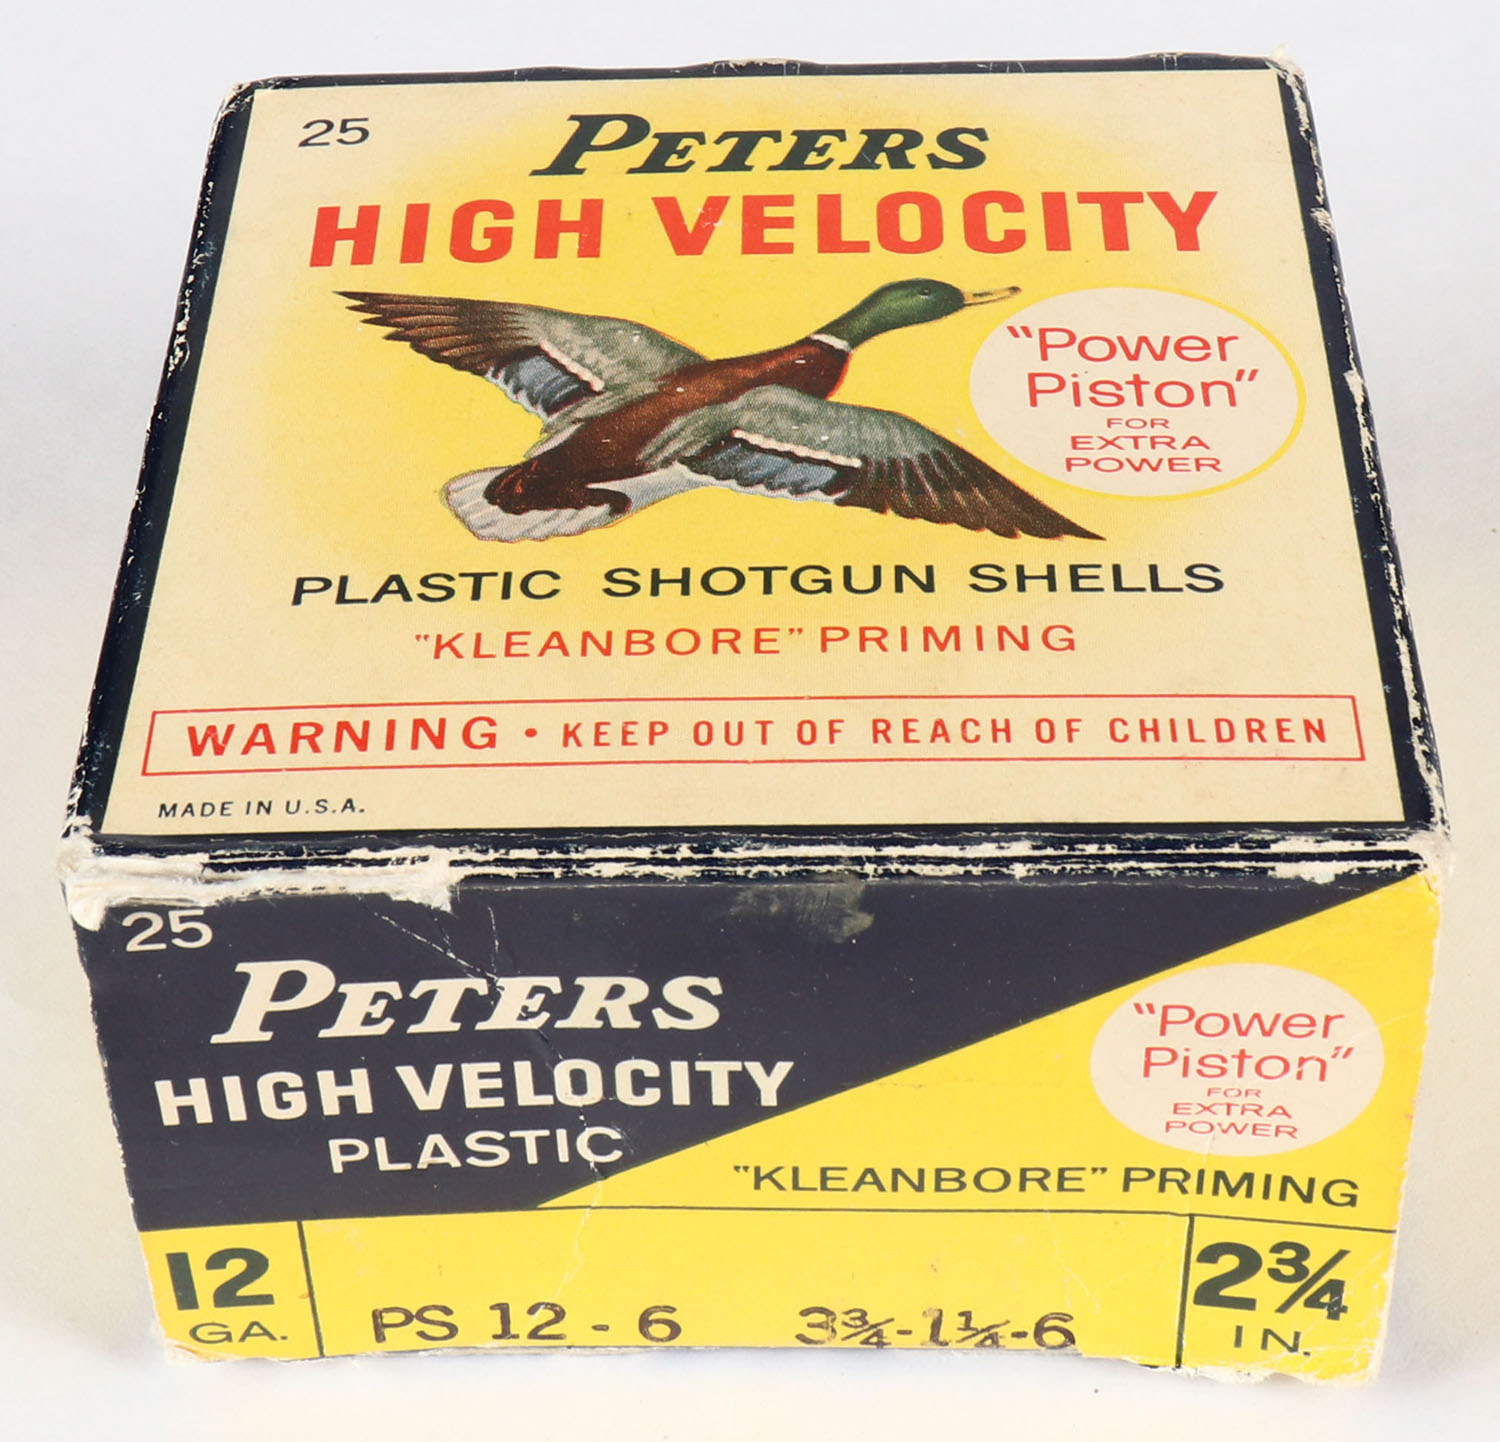 25
PETERS
HIGH VELOCITY
"Power
Piston"
FOR
EXTRA
POWER
PLASTIC SHOTGUN SHELLS
"KLEANBORE" PRIMING
WARNING • KEEP OUT OF REACH OF CHILDREN
MADE IN U.S.A.
25
PETERS
HIGH VELOCITY
PLASTIC
"Power
Piston"
FOR
EXTRA
POWER
"KLEANBORE" PRIMING
12
GA.
PS 12 - 6 3¾-1¼-6
2¾
IN.